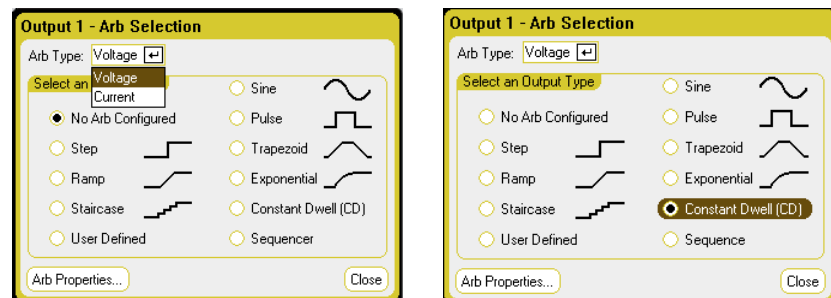 Output 1 - Arb Selection
Arb Type: Voltage
Voltage
Current
Select an
No Arb Configured
Step
Ramp
Staircase
User Defined
Sine
Pulse
Trapezoid
Exponential
Constant Dwell (CD)
Sequencer
Arb Properties...
Close
Output 1 - Arb Selection
Arb Type: Voltage
Select an Output Type
No Arb Configured
Step
Ramp
Staircase
User Defined
Sine
Pulse
Trapezoid
Exponential
Constant Dwell (CD)
Sequence
Arb Properties...
Close